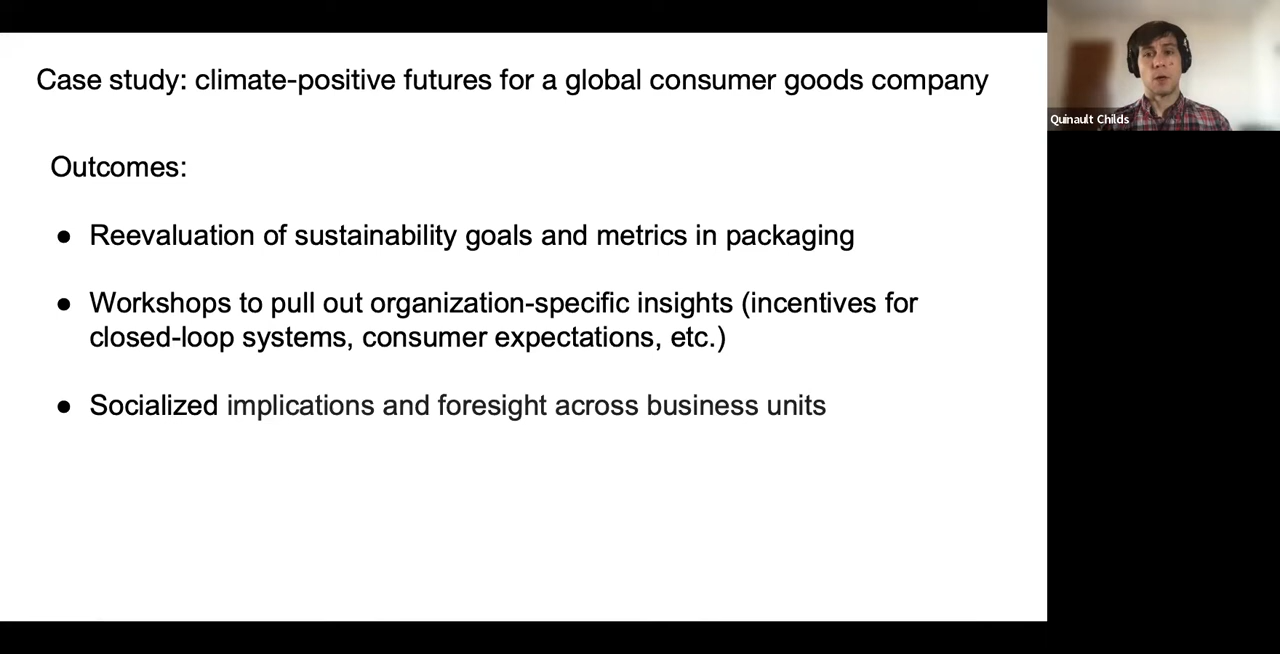 Case study: climate-positive futures for a global consumer goods company
Outcomes:
● Reevaluation of sustainability goals and metrics in packaging
● Workshops to pull out organization-specific insights (incentives for
closed-loop systems, consumer expectations, etc.)
● Socialized implications and foresight across business units
Quinault Childs